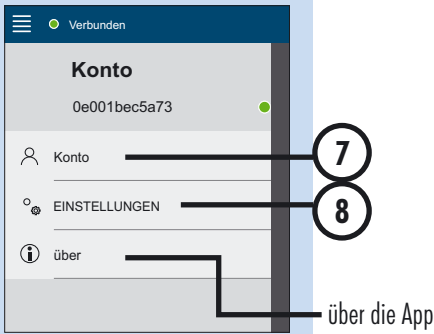 Verbunden
Konto
0e001bec5a73
Konto
7
EINSTELLUNGEN
8
über
über die App